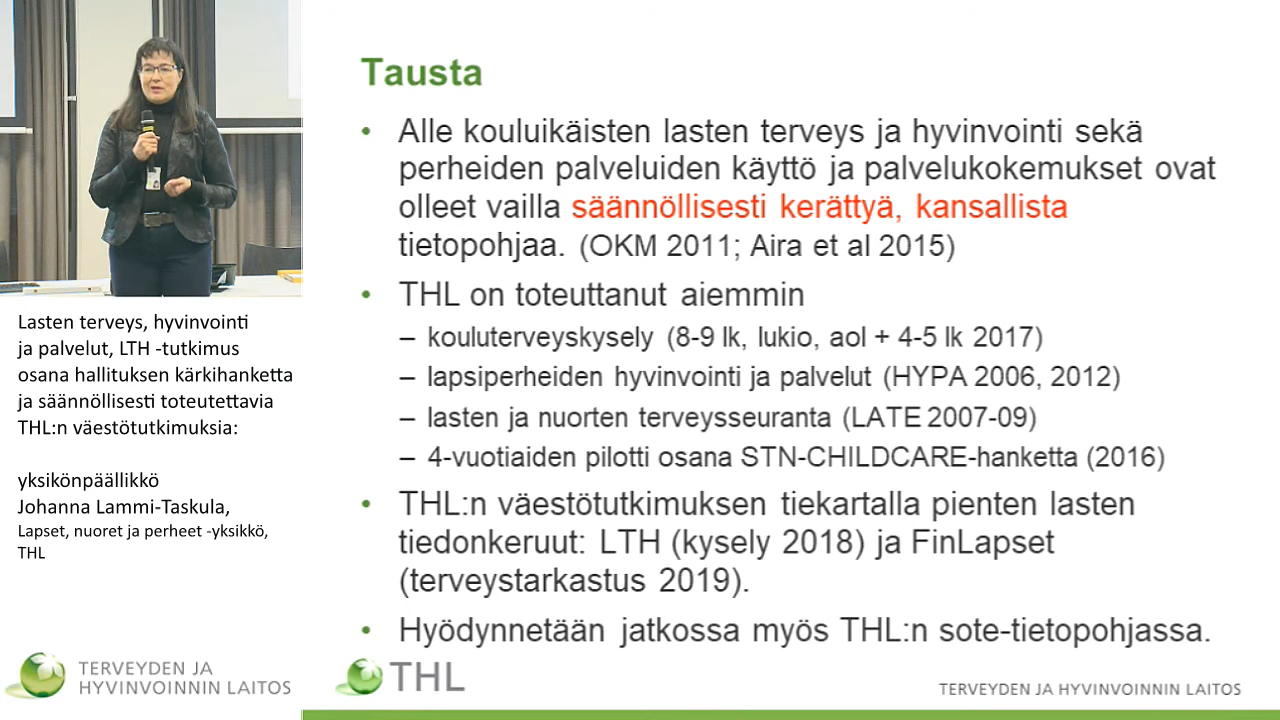 Lasten terveys, hyvinvointi
ja palvelut, LTH -tutkimus
osana hallituksen kärkihanketta
ja säännöllisesti toteutettavia
THL:n väestötutkimuksia:
yksikönpäällikkö
Johanna Lammi-Taskula,
Lapset, nuoret ja perheet -yksikkö,
THL
TERVEYDEN JA
HYVINVOINNIN LAITOS
Tausta
• Alle kouluikäisten lasten terveys ja hyvinvointi sekä
perheiden palveluiden käyttö ja palvelukokemukset ovat
olleet vailla säännöllisesti kerättyä, kansallista
tietopohjaa. (OKM 2011; Aira et al 2015)
• THL on toteuttanut aiemmin
– kouluterveyskysely (8-9 lk, lukio, aol + 4-5 lk 2017)
– lapsiperheiden hyvinvointi ja palvelut (HYPA 2006, 2012)
– lasten ja nuorten terveysseuranta (LATE 2007-09)
– 4-vuotiaiden pilotti osana STN-CHILDCARE-hanketta (2016)
• THL:n väestötutkimuksen tiekartalla pienten lasten
tiedonkeruut: LTH (kysely 2018) ja FinLapset
(terveystarkastus 2019).
• Hyödynnetään jatkossa myös THL:n sote-tietopohjassa.
THL
TERVEYDEN JA HYVINVOINNIN LAITOS